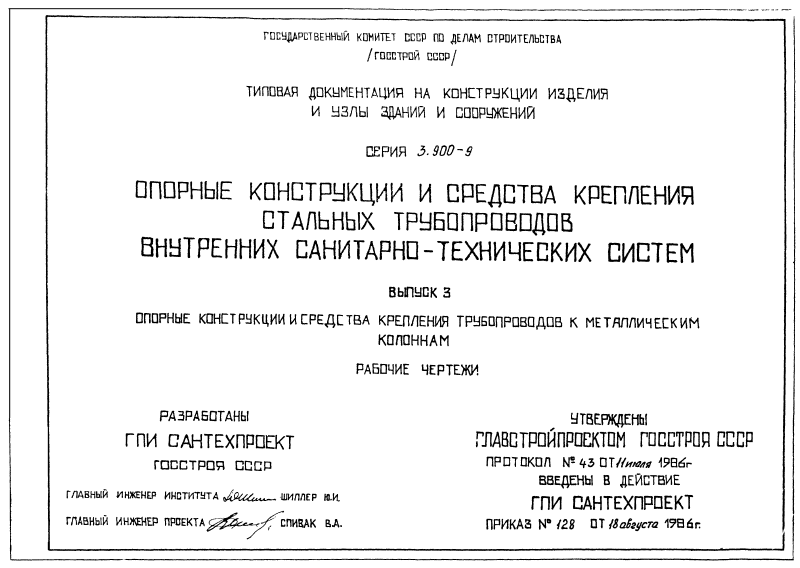 ГОСУДАРСТВЕННЫЙ КОМИТЕТ СССР ПО ДЕЛАМ СТРОИТЕЛЬСТВА
/ГОССТРОЙ СССР/
ТИПОВАЯ ДОКУМЕНТАЦИЯ НА КОНСТРУКЦИИ ИЗДЕЛИЯ
И УЗЛЫ ЗДАНИЙ И СООРУЖЕНИЙ
СЕРИЯ 3.900-9
ОПОРНЫЕ КОНСТРУКЦИИ И СРЕДСТВА КРЕПЛЕНИЯ
СТАЛЬНЫХ ТРУБОПРОВОДОВ
ВНУТРЕННИХ САНИТАРНО-ТЕХНИЧЕСКИХ СИСТЕМ
ВЫПУСК 3
ОПОРНЫЕ КОНСТРУКЦИИ И СРЕДСТВА КРЕПЛЕНИЯ ТРУБОПРОВОДОВ К МЕТАЛЛИЧЕСКИМ
КОЛОННАМ
РАБОЧИЕ ЧЕРТЕЖИ
РАЗРАБОТАНЫ
ГПИ САНТЕХПРОЕКТ
ГОССТРОЯ СССР
ГЛАВНЫЙ ИНЖЕНЕР ИНСТИТУТА ШИЛЛЕР Ю.И.
ГЛАВНЫЙ ИНЖЕНЕР ПРОЕКТА СПИВАК В.А.
УТВЕРЖДЕНЫ
ГЛАВСТРОЙПРОЕКТОМ ГОССТРОЯ СССР
ПРОТОКОЛ № 43 ОТ 11 июля 1986г
ВВЕДЕНЫ В ДЕЙСТВИЕ
ГПИ САНТЕХПРОЕКТ
ПРИКАЗ № 128 ОТ 18 августа 1986г.